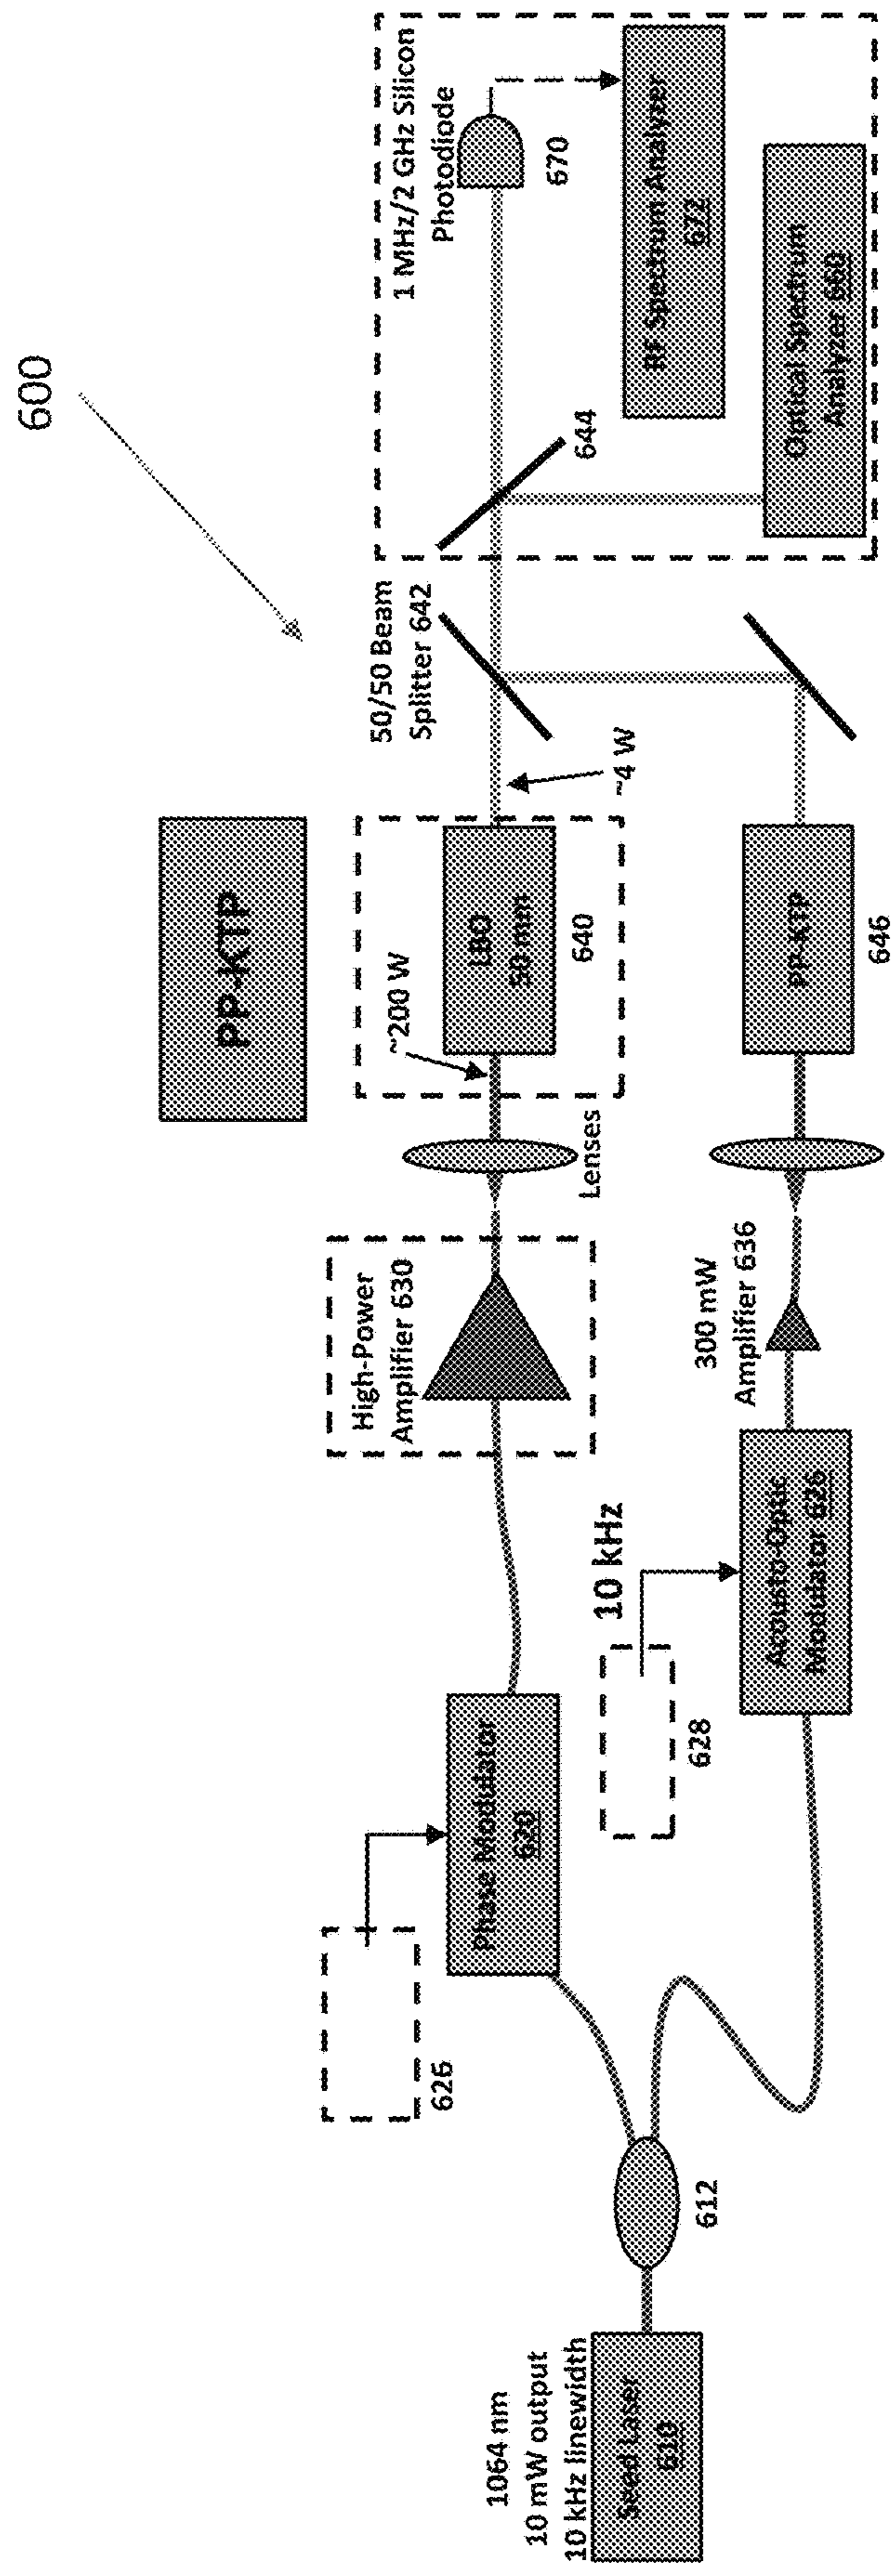 600
1064 nm
10 mW output
10 kHz linewidth
Seed Laser
610
612
626
Phase Modulator
620
10 kHz
628
Acousto Optic
Modulator 626
High-Power
Amplifier 630
300 mW
Amplifier 636
Lenses
PP-KTP
~200 W
LBO
50 mm
640
~4 W
PP-KTP
646
50/50 Beam
Splitter 642
644
1 MHz/2 GHz Silicon
Photodiode
670
RF Spectrum Analyzer
672
Optical Spectrum
Analyzer 660